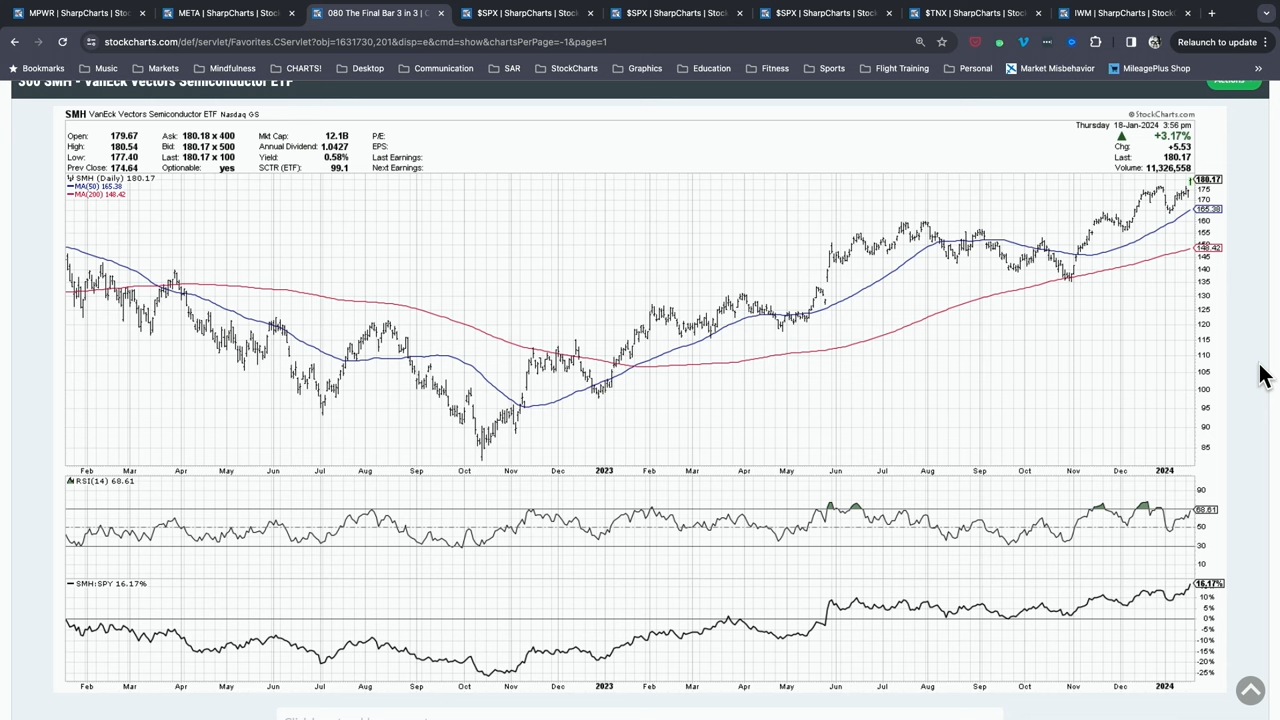 MPWR | SharpCharts | Stoc
META | SharpCharts | Stock
080 The Final Bar 3 in 3 | C
$SPX | SharpCharts | Stock
$SPX | SharpCharts | Stock
$SPX | SharpCharts | Stock
$TNX | SharpCharts | Stock
IWM | SharpCharts | StockC
stockcharts.com/def/servlet/Favorites.CServlet?obj=1631730,201&disp=e&cmd=show&chartsPerPage=-1&page=1
Relaunch to update
Bookmarks Music Markets Mindfulness CHARTS! Desktop Communication SAR StockCharts Graphics Education Fitness Sports Flight Training Personal Market Misbehavior MileagePlus Shop »
300 SMH - VanEck Vectors Semiconductor ETF
Actions
SMH VanEck Vectors Semiconductor ETF Nasdaq GS
© StockCharts.com
Thursday 18-Jan-2024 3:56 pm
Open: 179.67 Ask: 180.18 x 400 Mkt Cap: 12.1B P/E: +3.17%
High: 180.54 Bid: 180.17 x 500 Annual Dividend: 1.0427 EPS: Chg: +5.53
Low: 177.40 Last: 180.17 x 100 Yield: 0.58% Last Earnings: Last: 180.17
Prev Close: 174.64 Optionable: yes SCTR (ETF): 99.1 Next Earnings: Volume: 11,326,558
SMH (Daily) 180.17
MA(50) 165.38
MA(200) 148.42
180.17
175
170
165.38
160
155
150
148.42
145
140
135
130
125
120
115
110
105
100
95
90
85
Feb Mar Apr May Jun Jul Aug Sep Oct Nov Dec 2023 Feb Mar Apr May Jun Jul Aug Sep Oct Nov Dec 2024
RSI(14) 68.61
90
68.61
50
30
10
SMH:SPY 16.17%
16.17%
10%
5%
0%
-5%
-10%
-15%
-20%
-25%
Feb Mar Apr May Jun Jul Aug Sep Oct Nov Dec 2023 Feb Mar Apr May Jun Jul Aug Sep Oct Nov Dec 2024